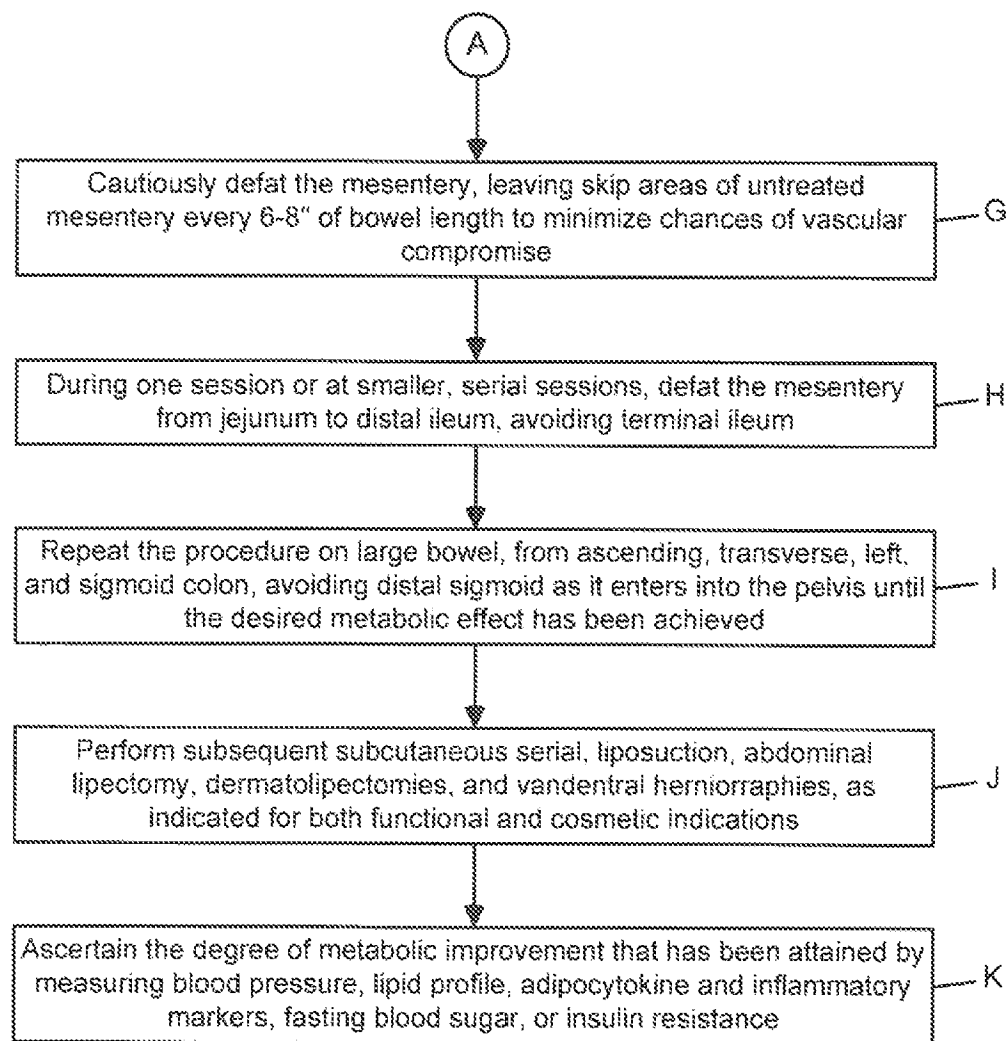 A
Cautiously defat the mesentery, leaving skip areas of untreated
mesentery every 6-8" of bowel length to minimize chances of vascular
compromise
G
During one session or at smaller, serial sessions, defat the mesentery
from jejunum to distal ileum, avoiding terminal ileum
H
Repeat the procedure on large bowel, from ascending, transverse, left,
and sigmoid colon, avoiding distal sigmoid as it enters into the pelvis until
the desired metabolic effect has been achieved
I
Perform subsequent subcutaneous serial, liposuction, abdominal
lipectomy, dermatolipectomies, and vandentral herniorraphies, as
indicated for both functional and cosmetic indications
J
Ascertain the degree of metabolic improvement that has been attained by
measuring blood pressure, lipid profile, adipocytokine and inflammatory
markers, fasting blood sugar, or insulin resistance
K